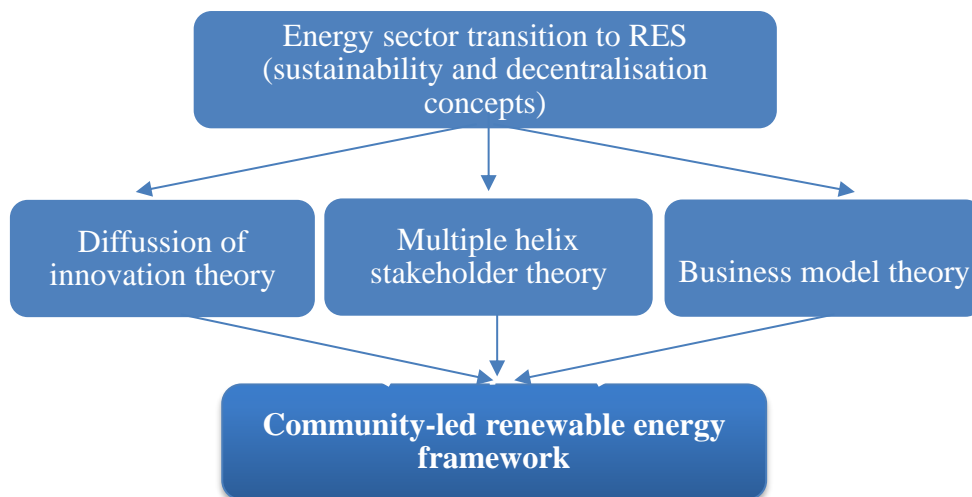 Energy sector transition to RES
(sustainability and decentralisation
concepts)
Diffussion of
innovation theory
Multiple helix
stakeholder theory
Business model theory
Community-led renewable energy
framework